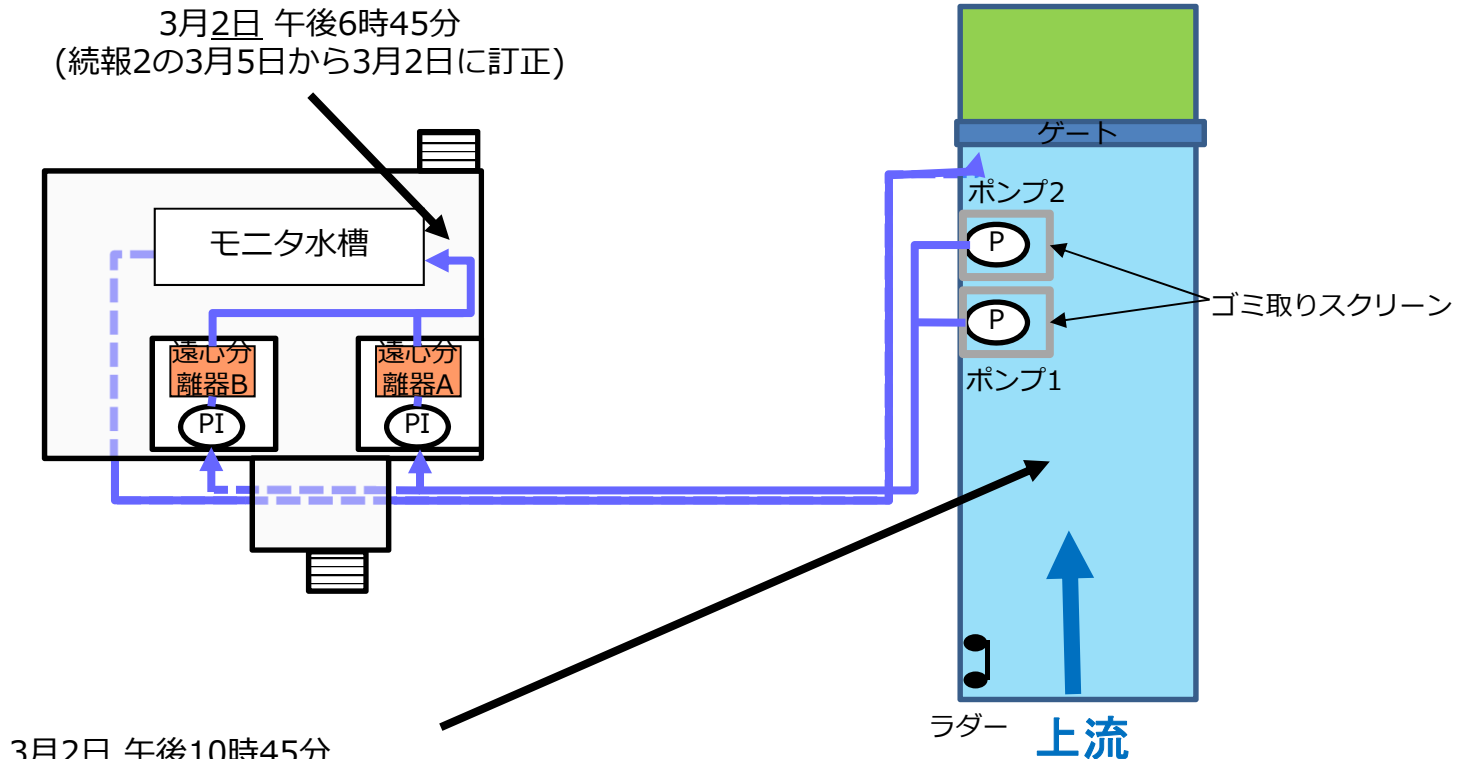 3月2日 午後6時45分
(続報2の3月5日から3月2日に訂正)
ゲート
ポンプ2
P
モニタ水槽
ゴミ取りスクリーン
P
ポンプ1
遠心分
離器B
遠心分
離器A
PI
PI
ラダー
上流
3月2日 午後10時45分